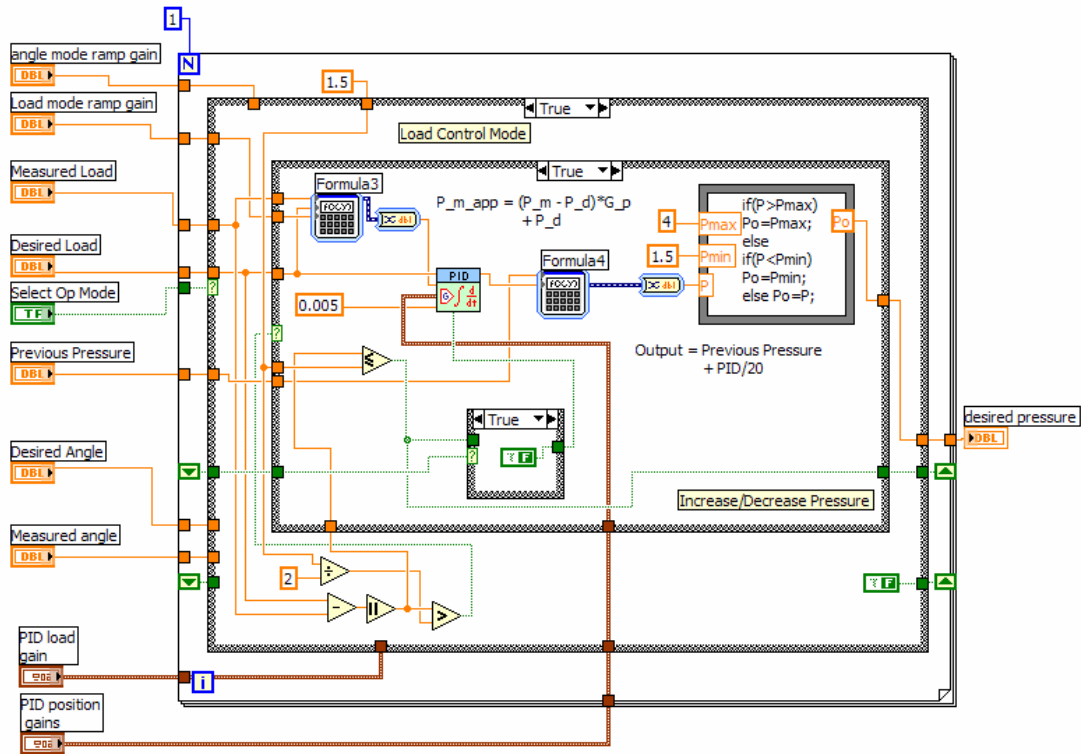 1
angle mode ramp gain
DBL
N
1.5
True
Load mode ramp gain
DBL
Load Control Mode
Measured Load
DBL
True
Formula3
f(x,y)
dbl
P_m_app = (P_m - P_d)*G_p
+ P_d
if(P>Pmax)
Po=Pmax;
else
if(P<Pmin)
Po=Pmin;
else Po=P;
4
Pmax
Po
1.5
Pmin
P
Desired Load
DBL
PID
Formula4
f(x,y)
dbl
Select Op Mode
TF
?
0.005
?
Previous Pressure
DBL
≤
Output = Previous Pressure
+ PID/20
True
desired pressure
DBL
Desired Angle
DBL
?
F
Increase/Decrease Pressure
Measured angle
DBL
2
÷
F
-
||
>
PID load
gain
i
PID position
gains